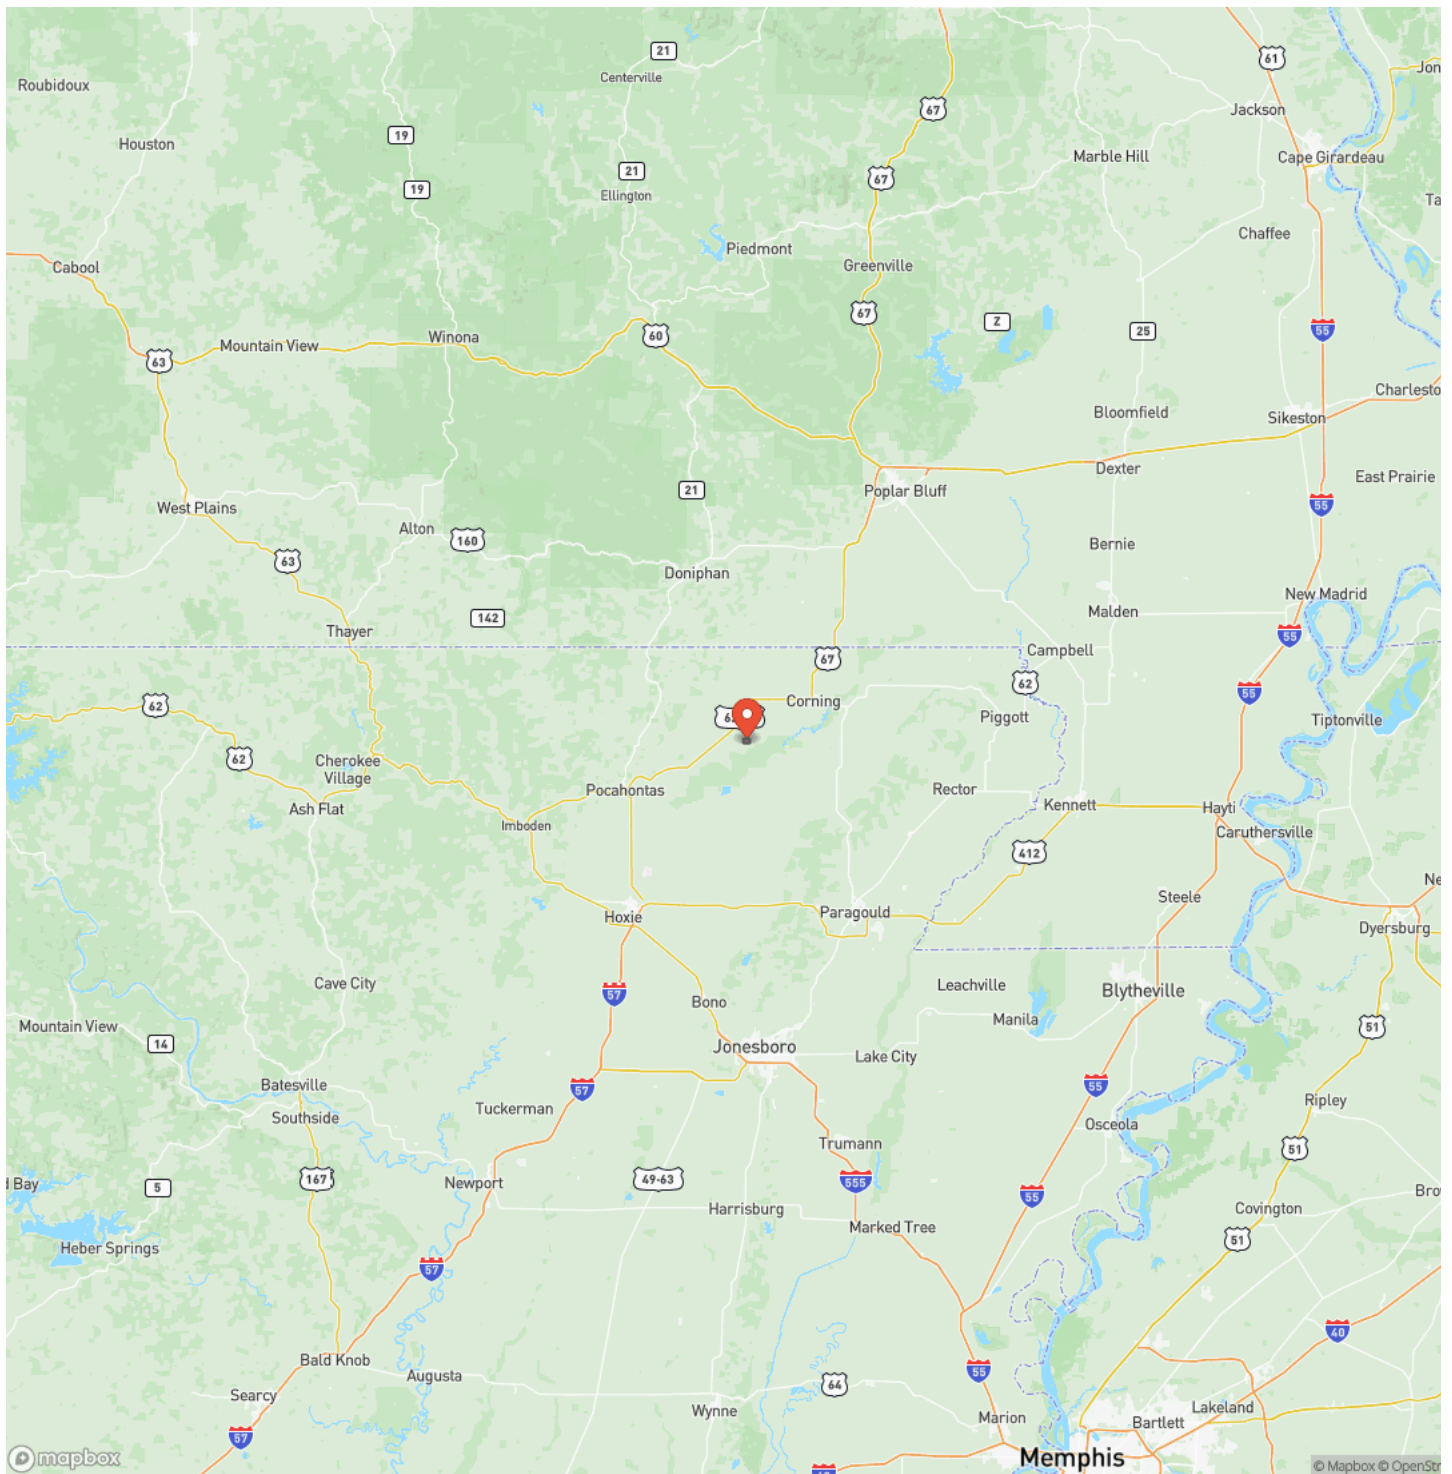 21
Centerville
61
Jon
Roubidoux
67
Jackson
19
Houston
Marble Hill
Cape Girardeau
21
67
19
Ellington
Ta
Chaffee
Piedmont
Greenville
Cabool
67
Z
55
60
25
Winona
Mountain View
63
Charlesto
Bloomfield
Sikeston
Dexter
East Prairie
21
Poplar Bluff
55
West Plains
Alton
160
Bernie
63
Doniphan
New Madrid
Malden
142
Thayer
55
Campbell
67
62
55
62
Corning
Piggott
Tiptonville
62
Cherokee
Village
Pocahontas
Rector
Ash Flat
Kennett
Hayti
Imboden
Caruthersville
412
Ne
Steele
Hoxie
Paragould
Dyersburg
Cave City
Leachville
57
Blytheville
Bono
Manila
Mountain View
51
14
Jonesboro
Lake City
Batesville
57
55
Tuckerman
Southside
Ripley
Osceola
Trumann
51
167
49-63
555
d Bay
5
Newport
55
Bro
Harrisburg
Covington
Marked Tree
51
Heber Springs
57
40
Bald Knob
55
Augusta
64
Searcy
Wynne
Lakeland
Marion
Bartlett
57
Memphis
mapbox
© Mapbox © OpenStr